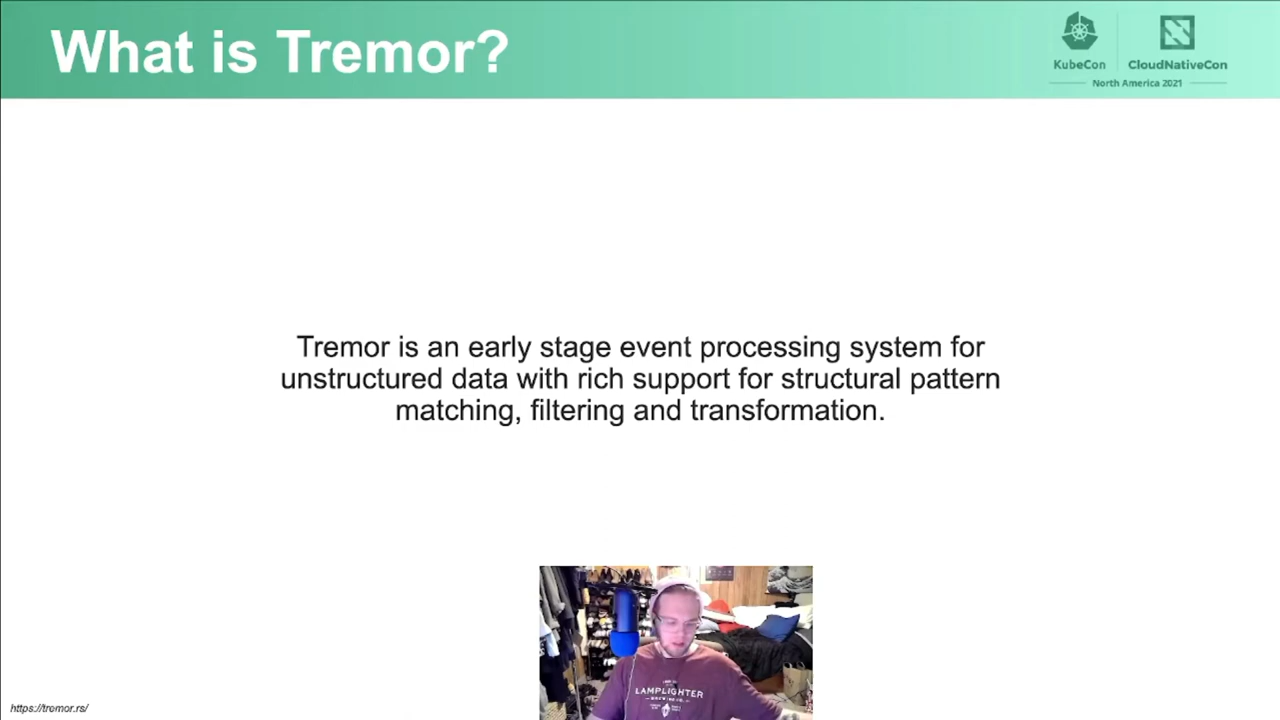 What is Tremor?
KubeCon
CloudNativeCon
North America 2021
Tremor is an early stage event processing system for
unstructured data with rich support for structural pattern
matching, filtering and transformation.
LAMPLIGHTER
https://tremor.rs/